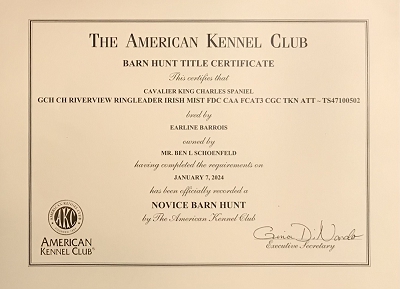 THE AMERICAN KENNEL CLUB
BARN HUNT TITLE CERTIFICATE
This certifies that
CAVALIER KING CHARLES SPANIEL
GCH CH RIVERVIEW RINGLEADER IRISH MIST FDC CAA FCAT3 CGC TKN ATT ~ TS47100502
bred by
EARLINE BARROIS
owned by
MR. BEN L SCHOENFELD
having completed the requirements on
JANUARY 7, 2024
has been officially recorded a
NOVICE BARN HUNT
by The American Kennel Club
AKC
AMERICAN
KENNEL CLUB
Executive Secretary